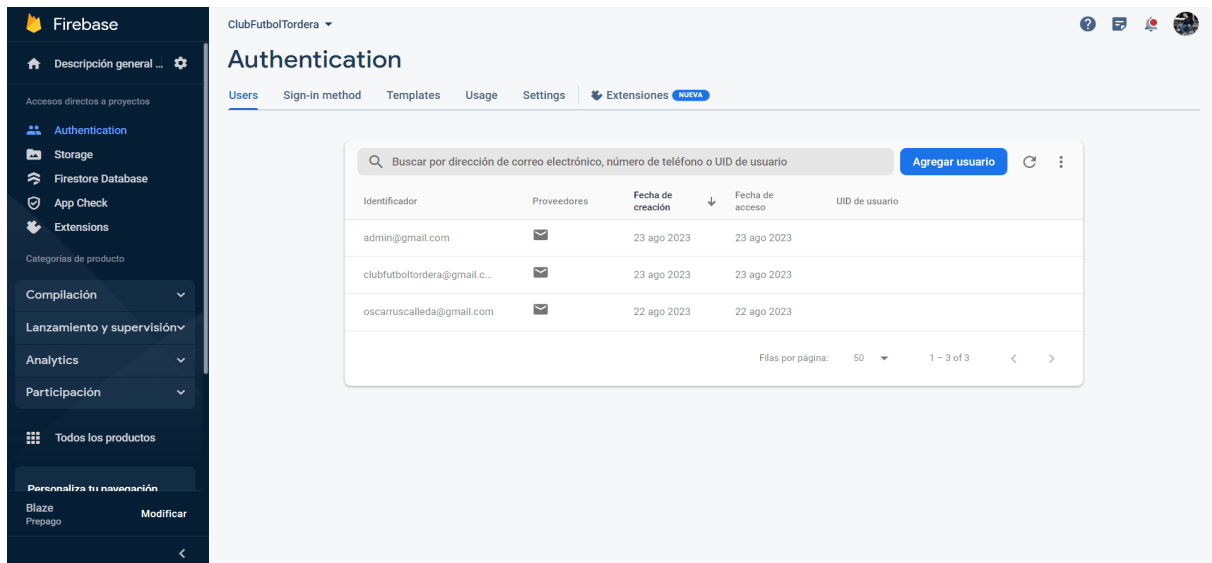 Firebase
Descripción general ...
Accesos directos a proyectos
Authentication
Storage
Firestore Database
App Check
Extensions
Categorías de producto
Compilación
Lanzamiento y supervisión
Analytics
Participación
Todos los productos
Personaliza tu navegación
Blaze
Prepago
Modificar
ClubFutbolTordera
Authentication
Users Sign-in method Templates Usage Settings Extensiones NUEVA
Buscar por dirección de correo electrónico, número de teléfono o UID de usuario Agregar usuario
Identificador Proveedores Fecha de creación Fecha de acceso UID de usuario
admin@gmail.com 23 ago 2023 23 ago 2023
clubfutboltordera@gmail.c... 23 ago 2023 23 ago 2023
oscarruscalleda@gmail.com 22 ago 2023 22 ago 2023
Filas por página: 50 1 – 3 of 3